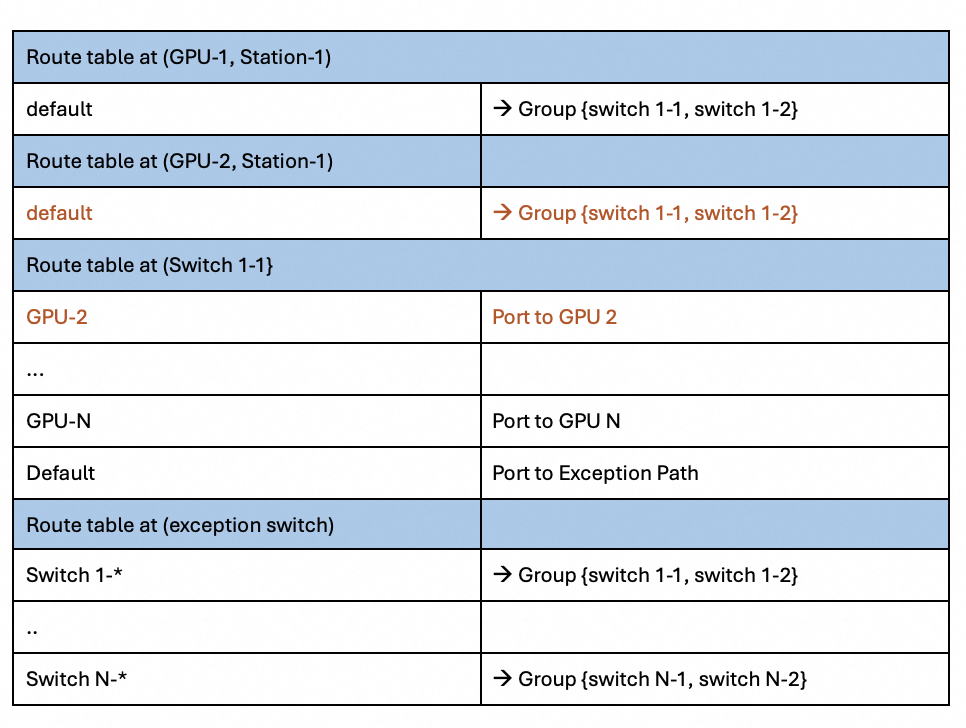 Route table at (GPU-1, Station-1)
default → Group {switch 1-1, switch 1-2}
Route table at (GPU-2, Station-1)
default → Group {switch 1-1, switch 1-2}
Route table at (Switch 1-1}
GPU-2 Port to GPU 2
...
GPU-N Port to GPU N
Default Port to Exception Path
Route table at (exception switch)
Switch 1-* → Group {switch 1-1, switch 1-2}
..
Switch N-* → Group {switch N-1, switch N-2}